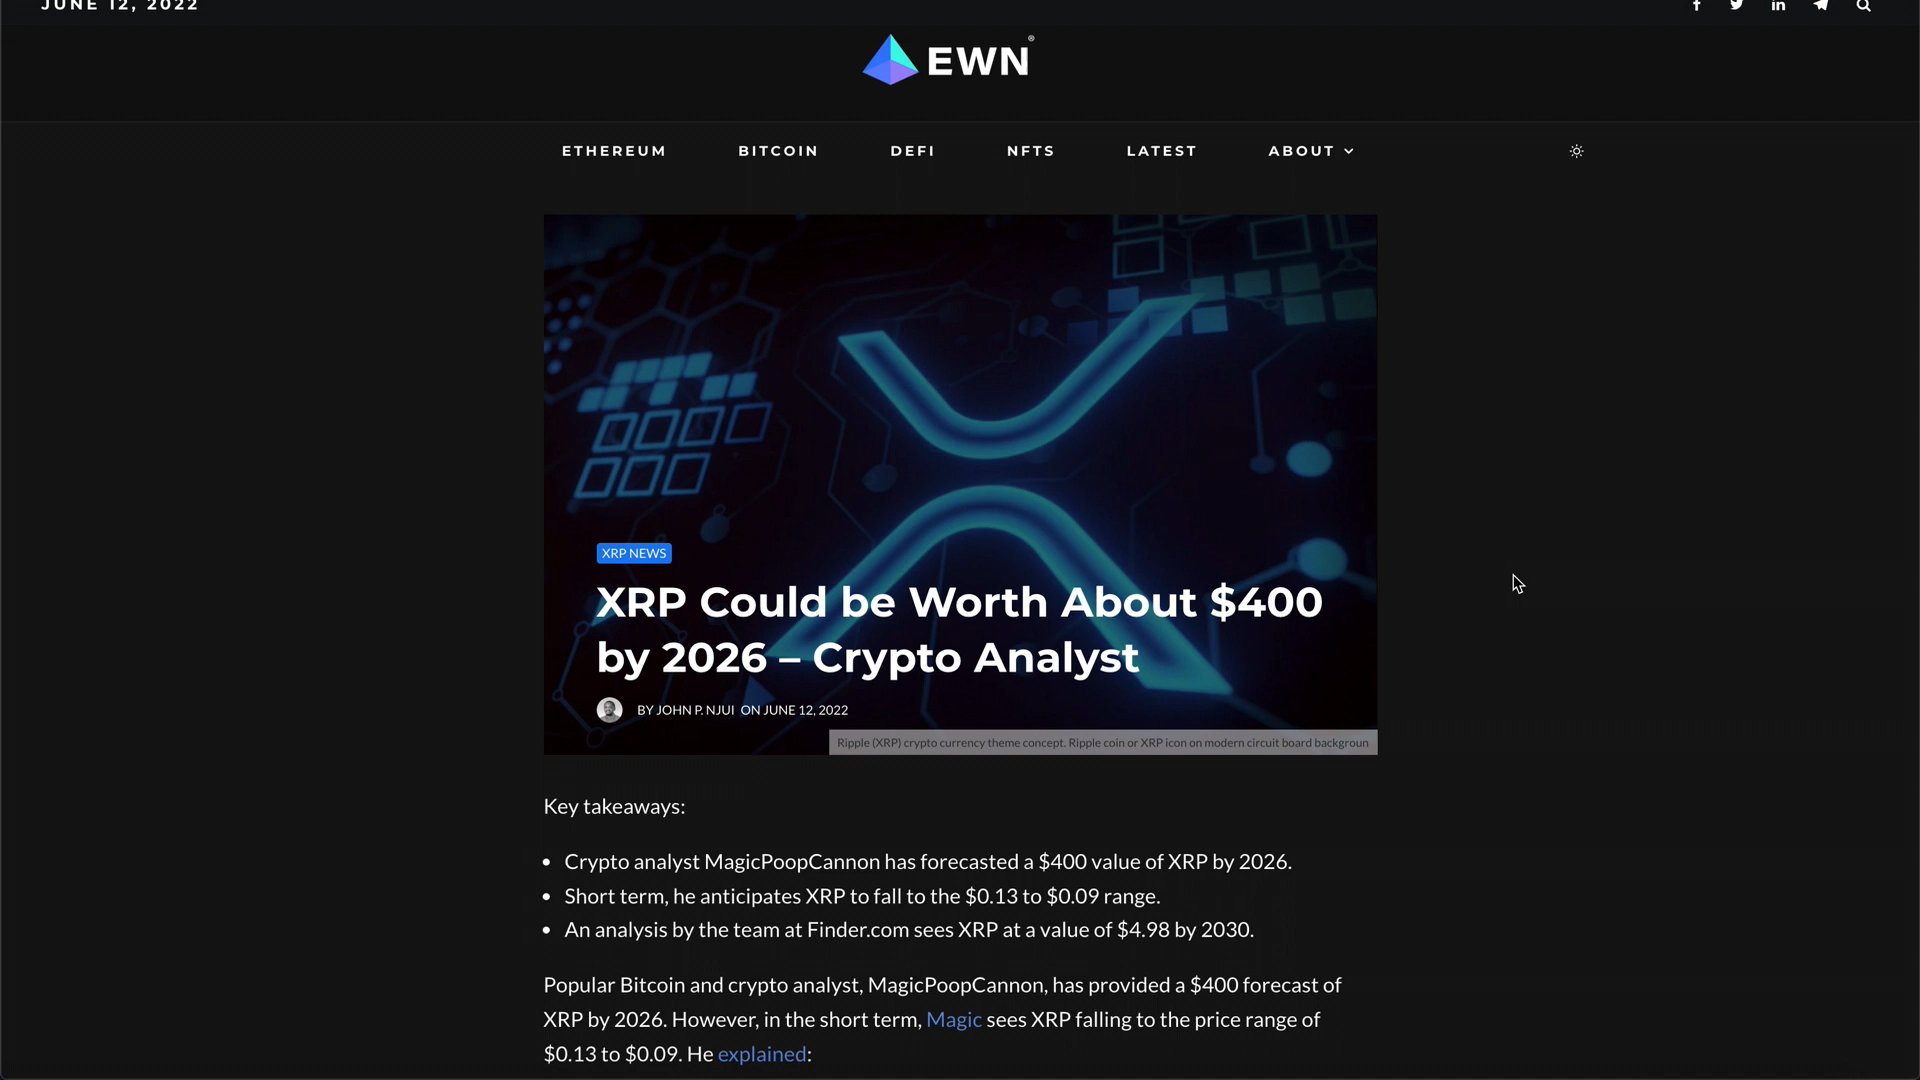 JUNE 12, 2022
EWN®
ETHEREUM BITCOIN DEFI NFTS LATEST ABOUT
XRP NEWS
XRP Could be Worth About $400
by 2026 – Crypto Analyst
BY JOHN P. NJUI ON JUNE 12, 2022
Ripple (XRP) crypto currency theme concept. Ripple coin or XRP icon on modern circuit board backgroun
Key takeaways:
• Crypto analyst MagicPoopCannon has forecasted a $400 value of XRP by 2026.
• Short term, he anticipates XRP to fall to the $0.13 to $0.09 range.
• An analysis by the team at Finder.com sees XRP at a value of $4.98 by 2030.
Popular Bitcoin and crypto analyst, MagicPoopCannon, has provided a $400 forecast of
XRP by 2026. However, in the short term, Magic sees XRP falling to the price range of
$0.13 to $0.09. He explained: